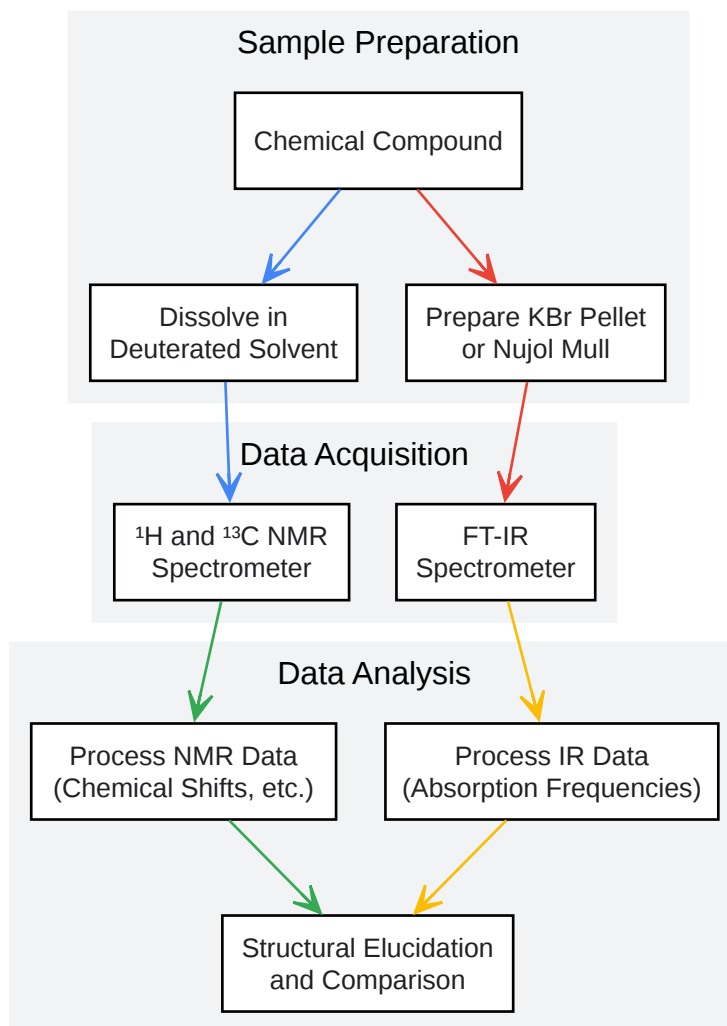 Sample Preparation
Chemical Compound
Dissolve in
Deuterated Solvent
Prepare KBr Pellet
or Nujol Mull
Data Acquisition
¹H and ¹³C NMR
Spectrometer
FT-IR
Spectrometer
Data Analysis
Process NMR Data
(Chemical Shifts, etc.)
Process IR Data
(Absorption Frequencies)
Structural Elucidation
and Comparison